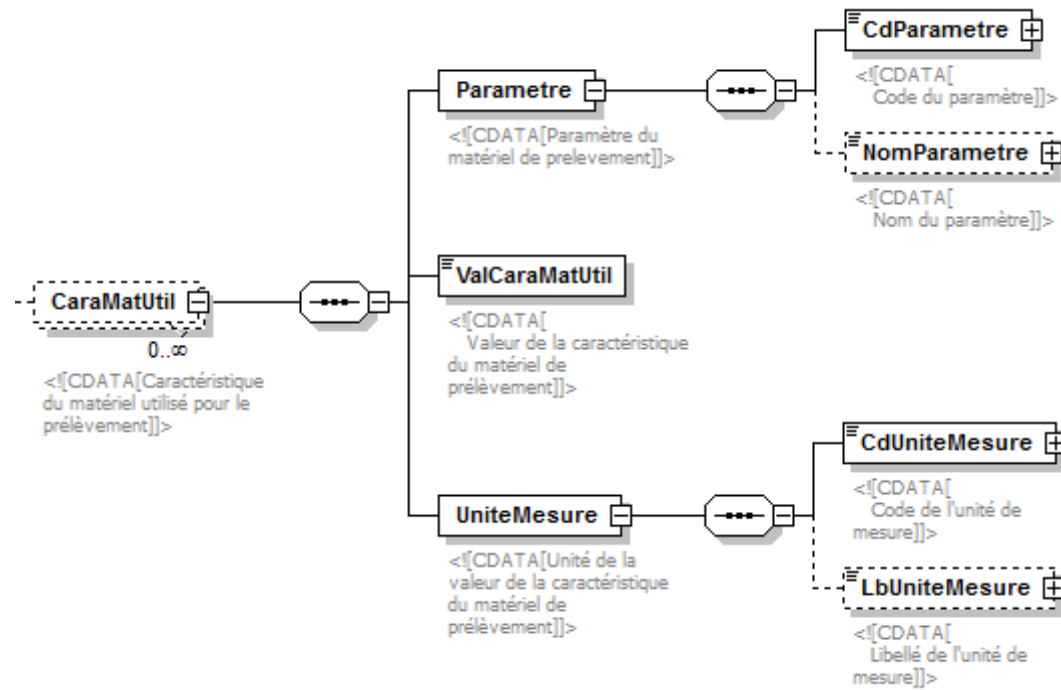 CdParametre
<![CDATA[
Code du paramètre]]>
Parametre
<![CDATA[Paramètre du
matériel de prelevement]]>
NomParametre
<![CDATA[
Nom du paramètre]]>
ValCaraMatUtil
<![CDATA[
Valeur de la caractéristique
du matériel de
prélèvement]]>
CaraMatUtil
0..∞
<![CDATA[Caractéristique
du matériel utilisé pour le
prélèvement]]>
CdUniteMesure
<![CDATA[
Code de l'unité de
mesure]]>
UniteMesure
<![CDATA[Unité de la
valeur de la caractéristique
du matériel de
prélèvement]]>
LbUniteMesure
<![CDATA[
Libellé de l'unité de
mesure]]>